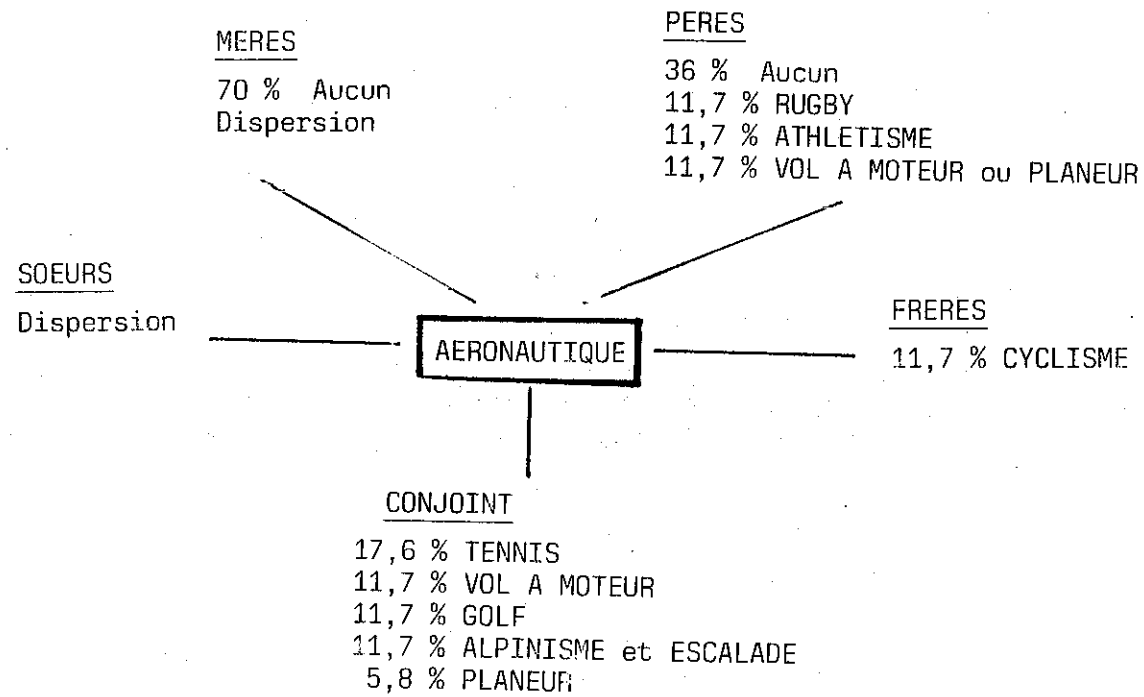 MERES
70 % Aucun
Dispersion
PERES
36 % Aucun
11,7 % RUGBY
11,7 % ATHLETISME
11,7 % VOL A MOTEUR ou PLANEUR
SOEURS
Dispersion
AERONAUTIQUE
FRERES
11,7 % CYCLISME
CONJOINT
17,6 % TENNIS
11,7 % VOL A MOTEUR
11,7 % GOLF
11,7 % ALPINISME et ESCALADE
5,8 % PLANEUR